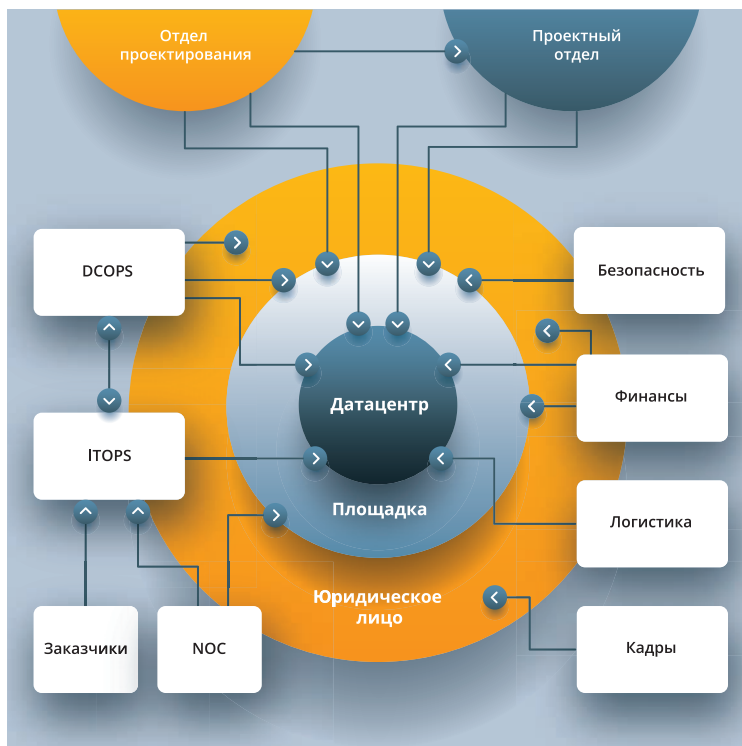 Отдел
проектирования
Проектный
отдел
DCOPS
Безопасность
Финансы
Датацентр
ITOPS
Площадка
Логистика
Юридическое
лицо
Заказчики
NOC
Кадры